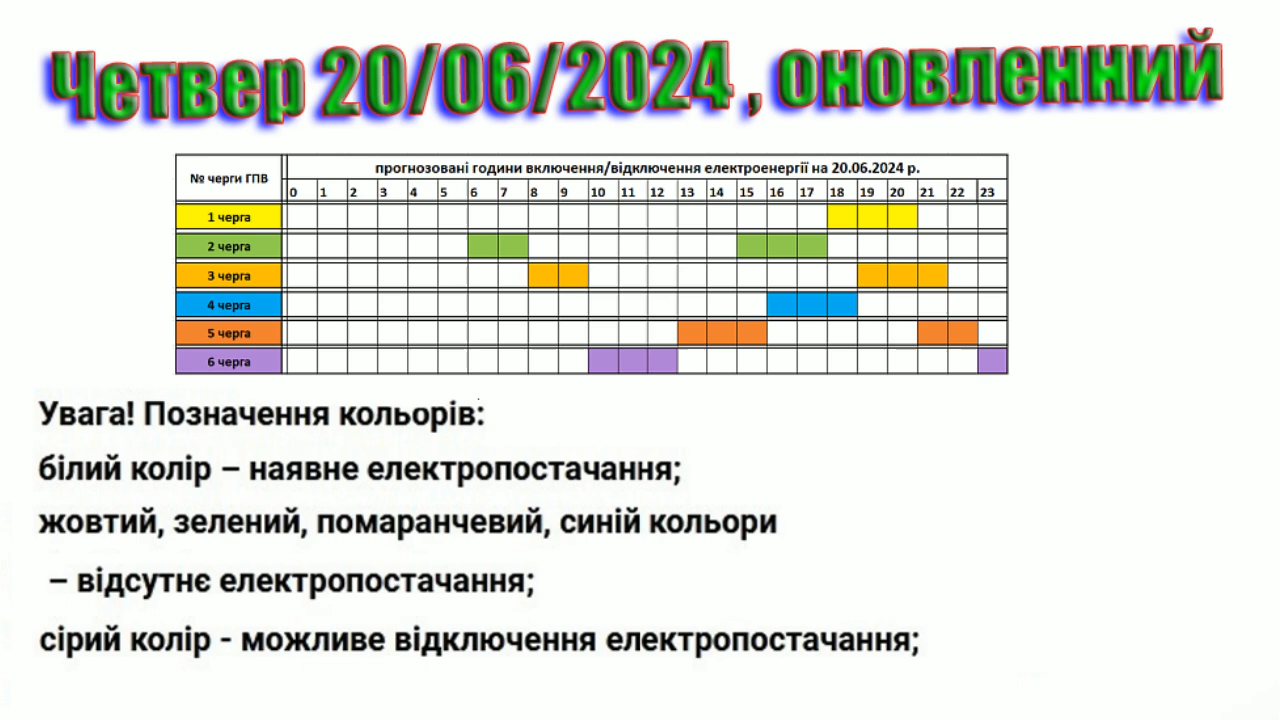 Четвер 20/06/2024 , оновленний
№ черги ГПВ
прогнозовані години включення/відключення електроенергії на 20.06.2024 р.
0 1 2 3 4 5 6 7 8 9 10 11 12 13 14 15 16 17 18 19 20 21 22 23
1 черга
2 черга
3 черга
4 черга
5 черга
6 черга
Увага! Позначення кольорів:
білий колір – наявне електропостачання;
жовтий, зелений, помаранчевий, синій кольори
– відсутнє електропостачання;
сірий колір - можливе відключення електропостачання;